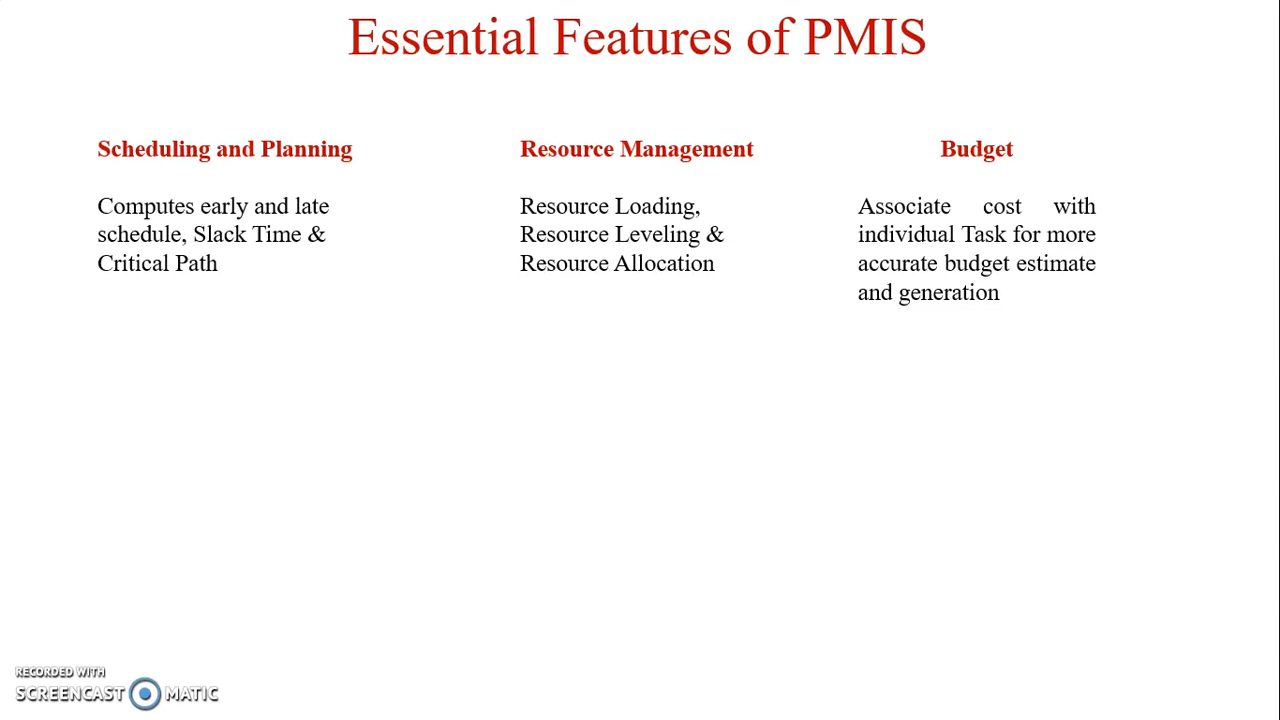 Essential Features of PMIS
Scheduling and Planning
Computes early and late
schedule, Slack Time &
Critical Path
Resource Management
Resource Loading,
Resource Leveling &
Resource Allocation
Budget
Associate cost with
individual Task for more
accurate budget estimate
and generation
RECORDED WITH
SCREENCAST MATIC